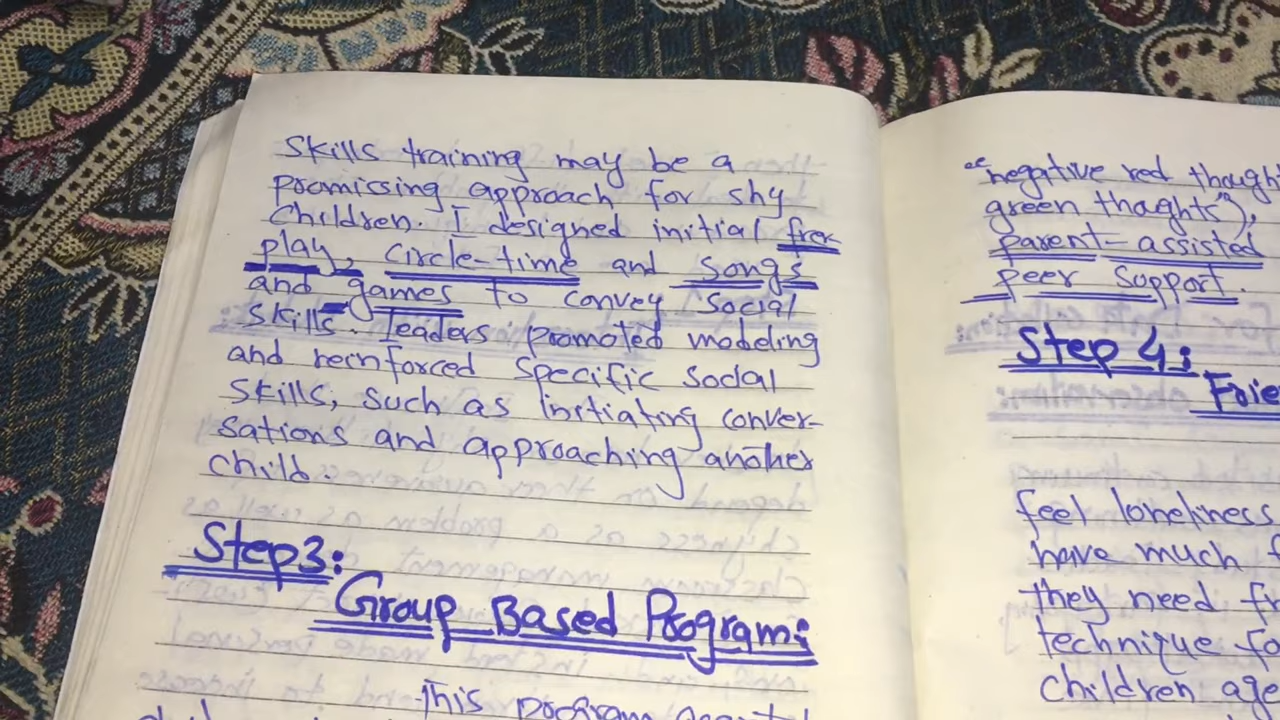 Skills training may be a
promissing approach for shy
Children. I designed initial free
play, Circle-time and songs
and games to convey Social
skills. Leaders promoted modeling
and reinforced Specific Social
Skills, such as initiating conver-
sations and approaching another
child.
Step3:
Group Based Program:
This program
"negative red
green thaghts"),
parent-assisted
peer Support.
Step 4:
feel loneliness
have much
they need
technique
children age